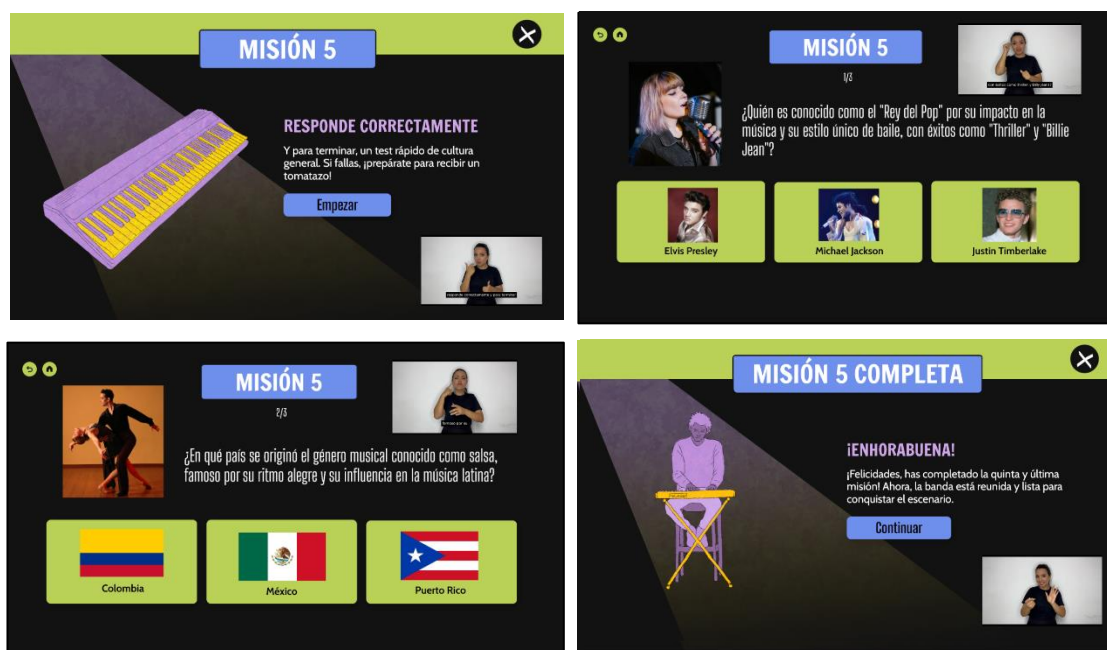 MISIÓN 5
RESPONDE CORRECTAMENTE
Y para terminar, un test rápido de cultura
general. Si fallas, ¡prepárate para recibir un
tomatazo!
Empezar
MISIÓN 5
1/3
¿Quién es conocido como el "Rey del Pop" por su impacto en la
música y su estilo único de baile, con éxitos como "Thriller" y "Billie
Jean"?
Elvis Presley
Michael Jackson
Justin Timberlake
MISIÓN 5
2/3
¿En qué país se originó el género musical conocido como salsa,
famoso por su ritmo alegre y su influencia en la música latina?
Colombia
México
Puerto Rico
MISIÓN 5 COMPLETA
¡ENHORABUENA!
¡Felicidades, has completado la quinta y última
misión! Ahora, la banda está reunida y lista para
conquistar el escenario.
Continuar